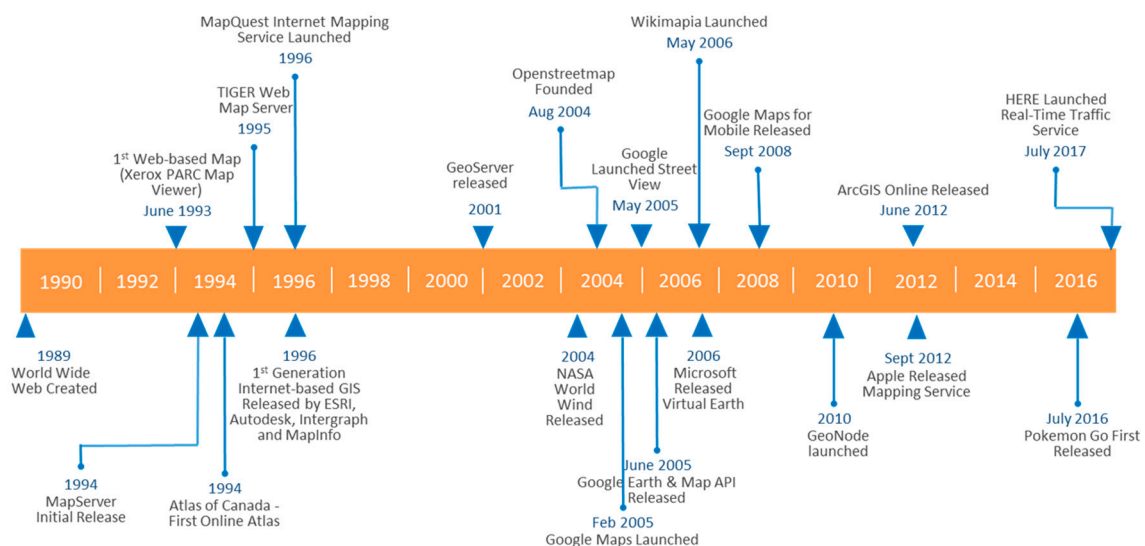 MapQuest Internet Mapping
Service Launched
1996
TIGER Web
Map Server
1995
1st Web-based Map
(Xerox PARC Map
Viewer)
June 1993
GeoServer
released
2001
Openstreetmap
Founded
Aug 2004
Google
Launched Street
View
May 2005
Wikimapia Launched
May 2006
Google Maps for
Mobile Released
Sept 2008
ArcGIS Online Released
June 2012
HERE Launched
Real-Time Traffic
Service
July 2017
1990 1992 1994 1996 1998 2000 2002 2004 2006 2008 2010 2012 2014 2016
1989
World Wide
Web Created
1994
MapServer
Initial Release
1994
Atlas of Canada -
First Online Atlas
1996
1st Generation
Internet-based GIS
Released by ESRI,
Autodesk, Intergraph
and MapInfo
2004
NASA
World
Wind
Released
Feb 2005
Google Maps Launched
June 2005
Google Earth & Map API
Released
2006
Microsoft
Released
Virtual Earth
2010
GeoNode
launched
Sept 2012
Apple Released
Mapping Service
July 2016
Pokemon Go First
Released